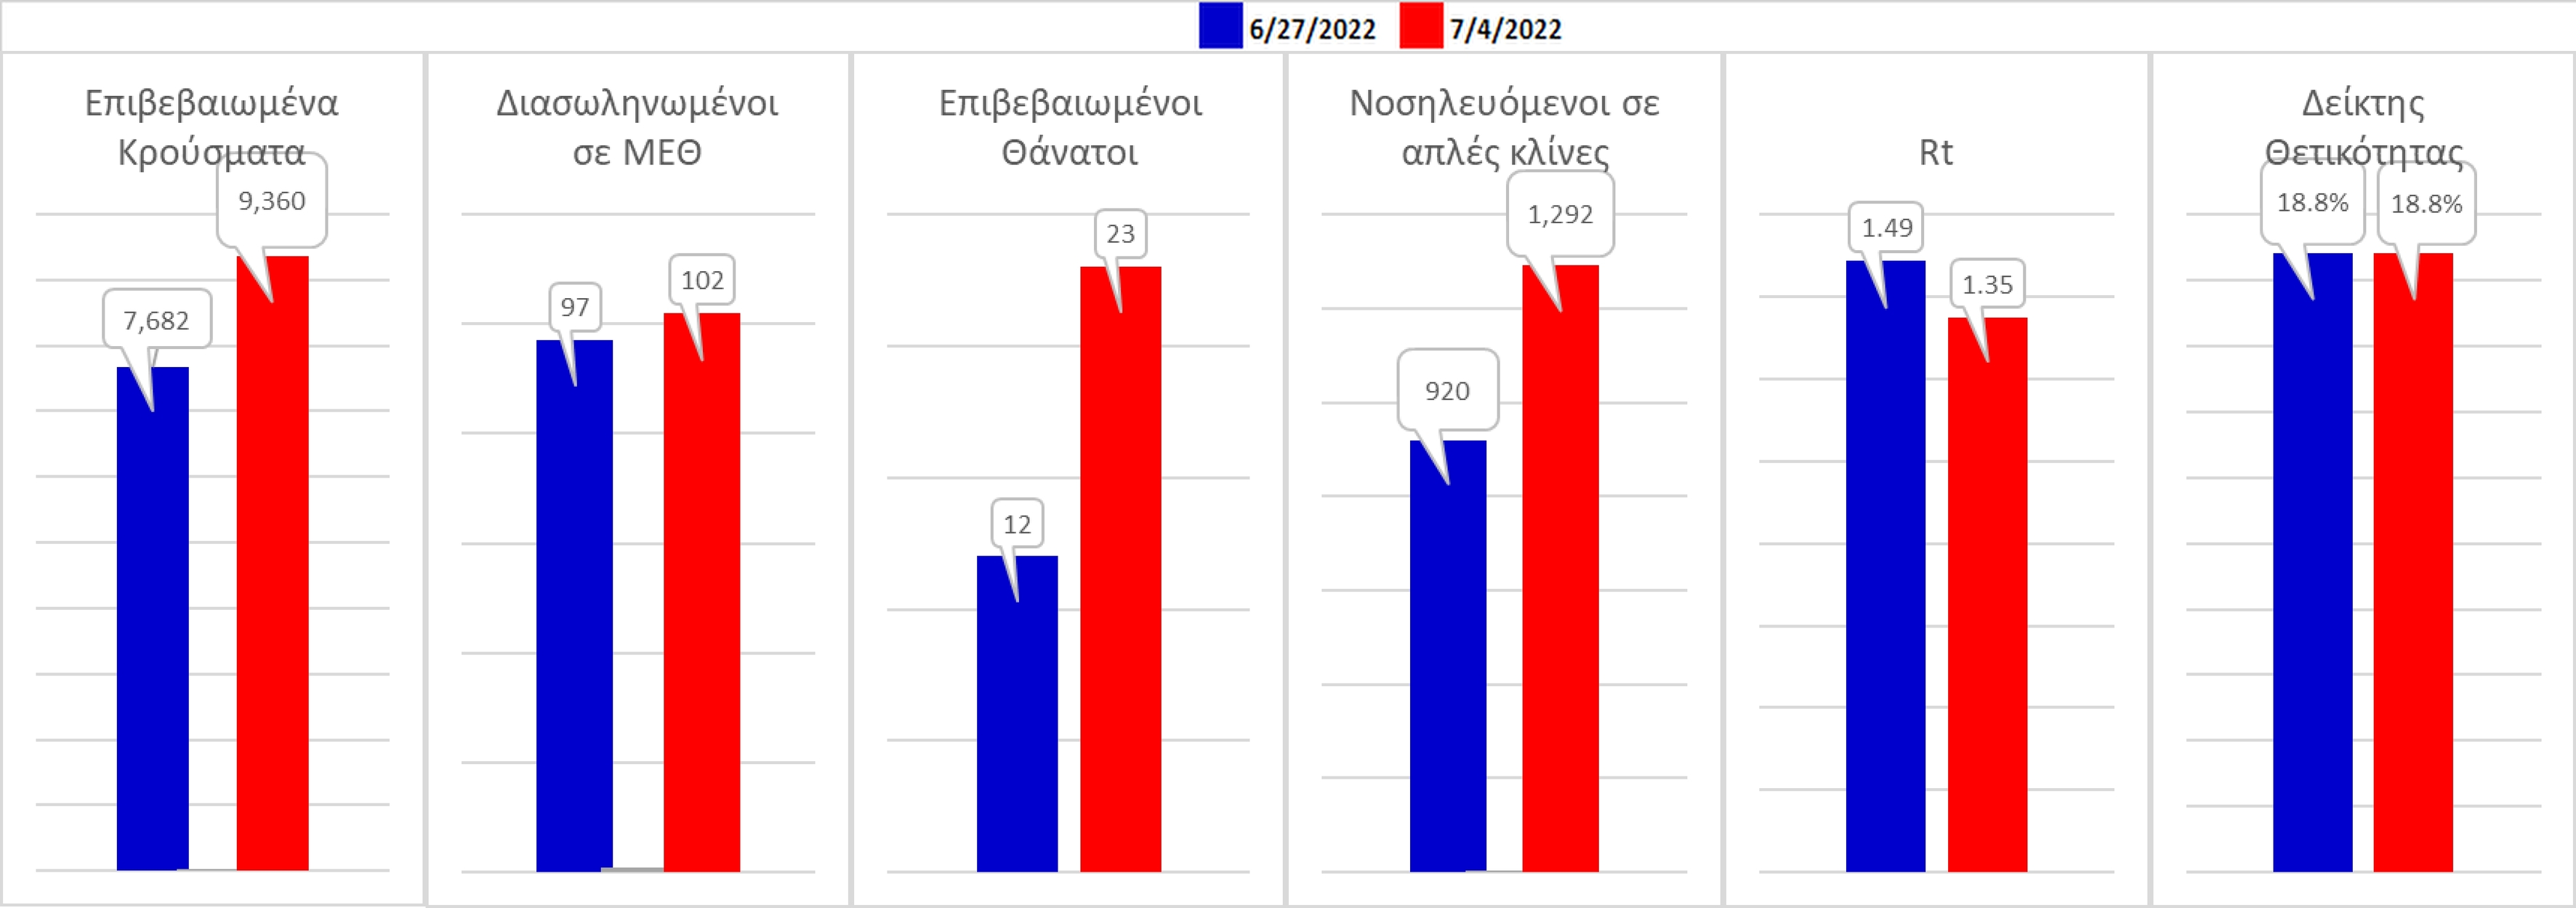 6/27/2022 7/4/2022
Επιβεβαιωμένα
Κρούσματα
9,360
7,682
Διασωληνωμένοι
σε ΜΕΘ
97
102
Επιβεβαιωμένοι
Θάνατοι
12
23
Νοσηλευόμενοι σε
απλές κλίνες
920
1,292
Rt
1.49
1.35
Δείκτης
Θετικότητας
18.8% 18.8%